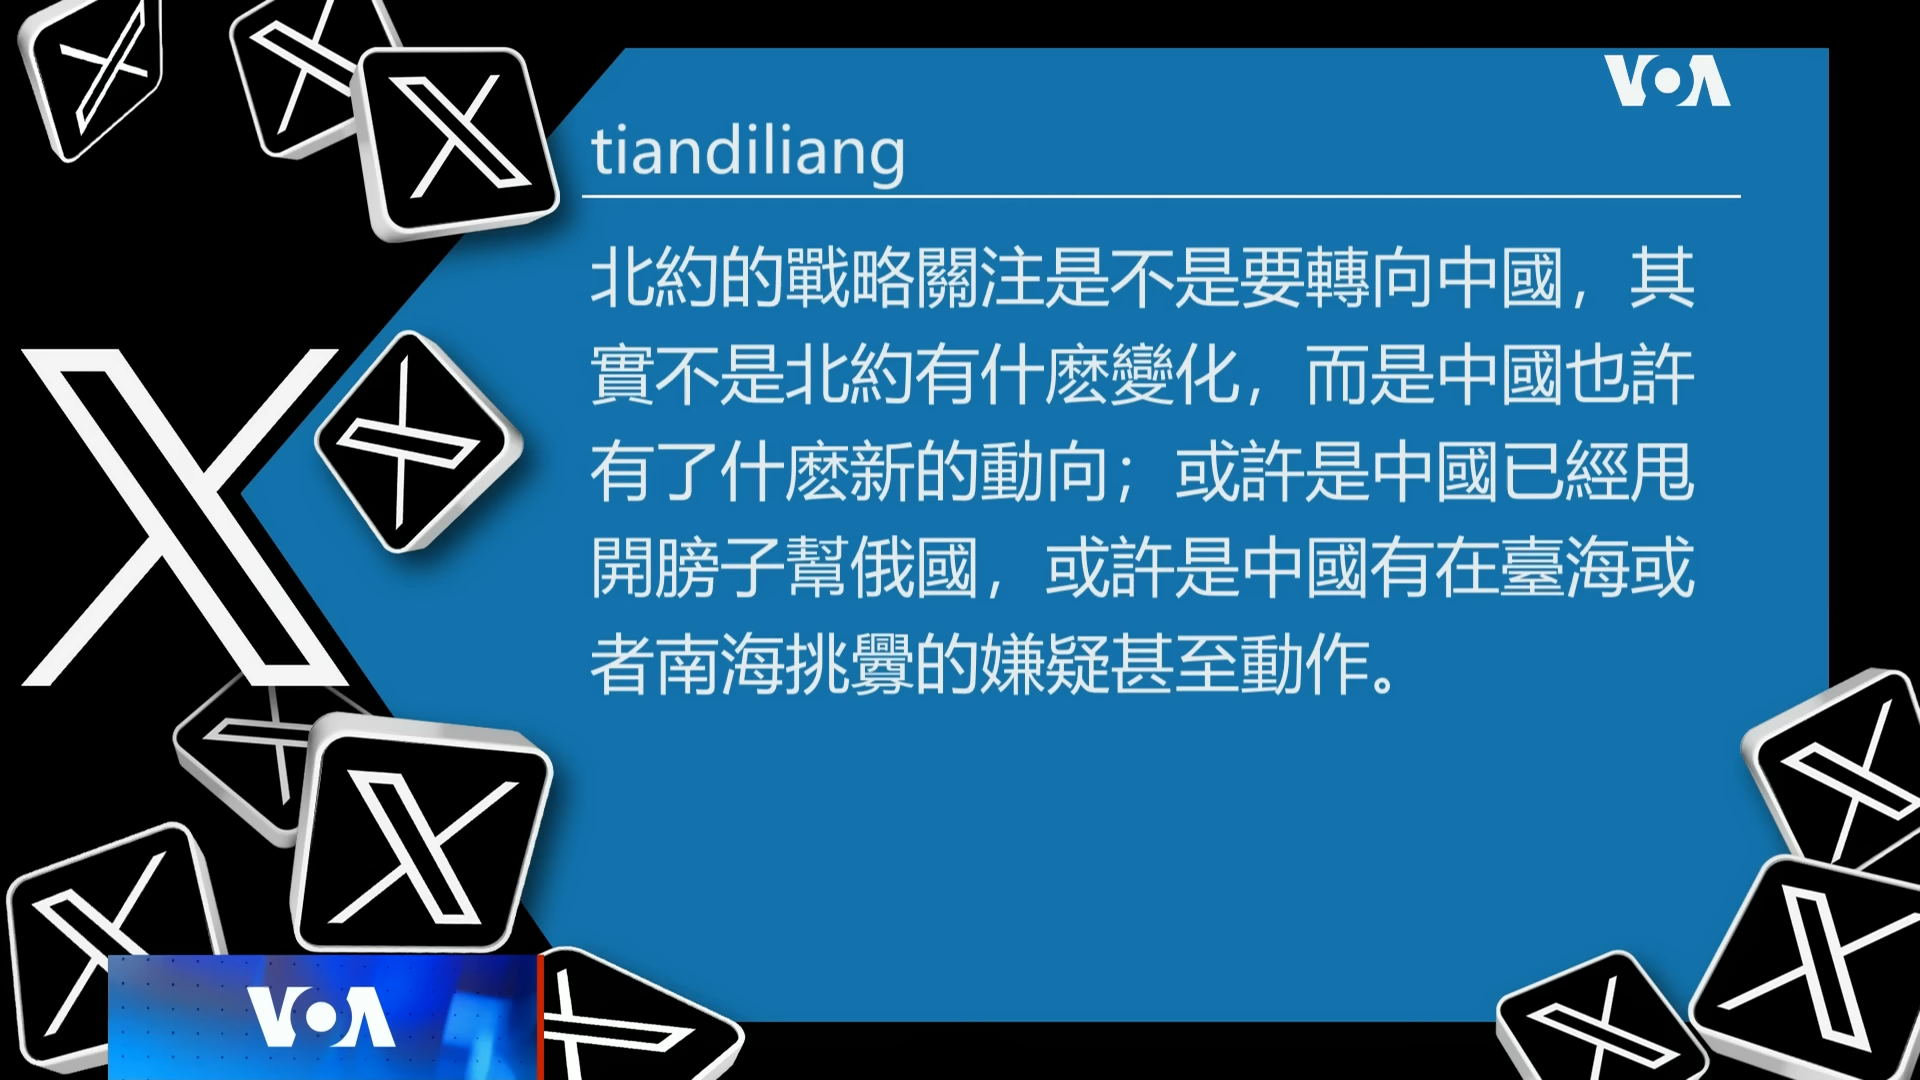 VOA
tiandiliang
北約的戰略關注是不是要轉向中國，其
實不是北約有什麽變化，而是中國也許
有了什麽新的動向；或許是中國已經甩
開膀子幫俄國，或許是中國有在臺海或
者南海挑釁的嫌疑甚至動作。
VOA